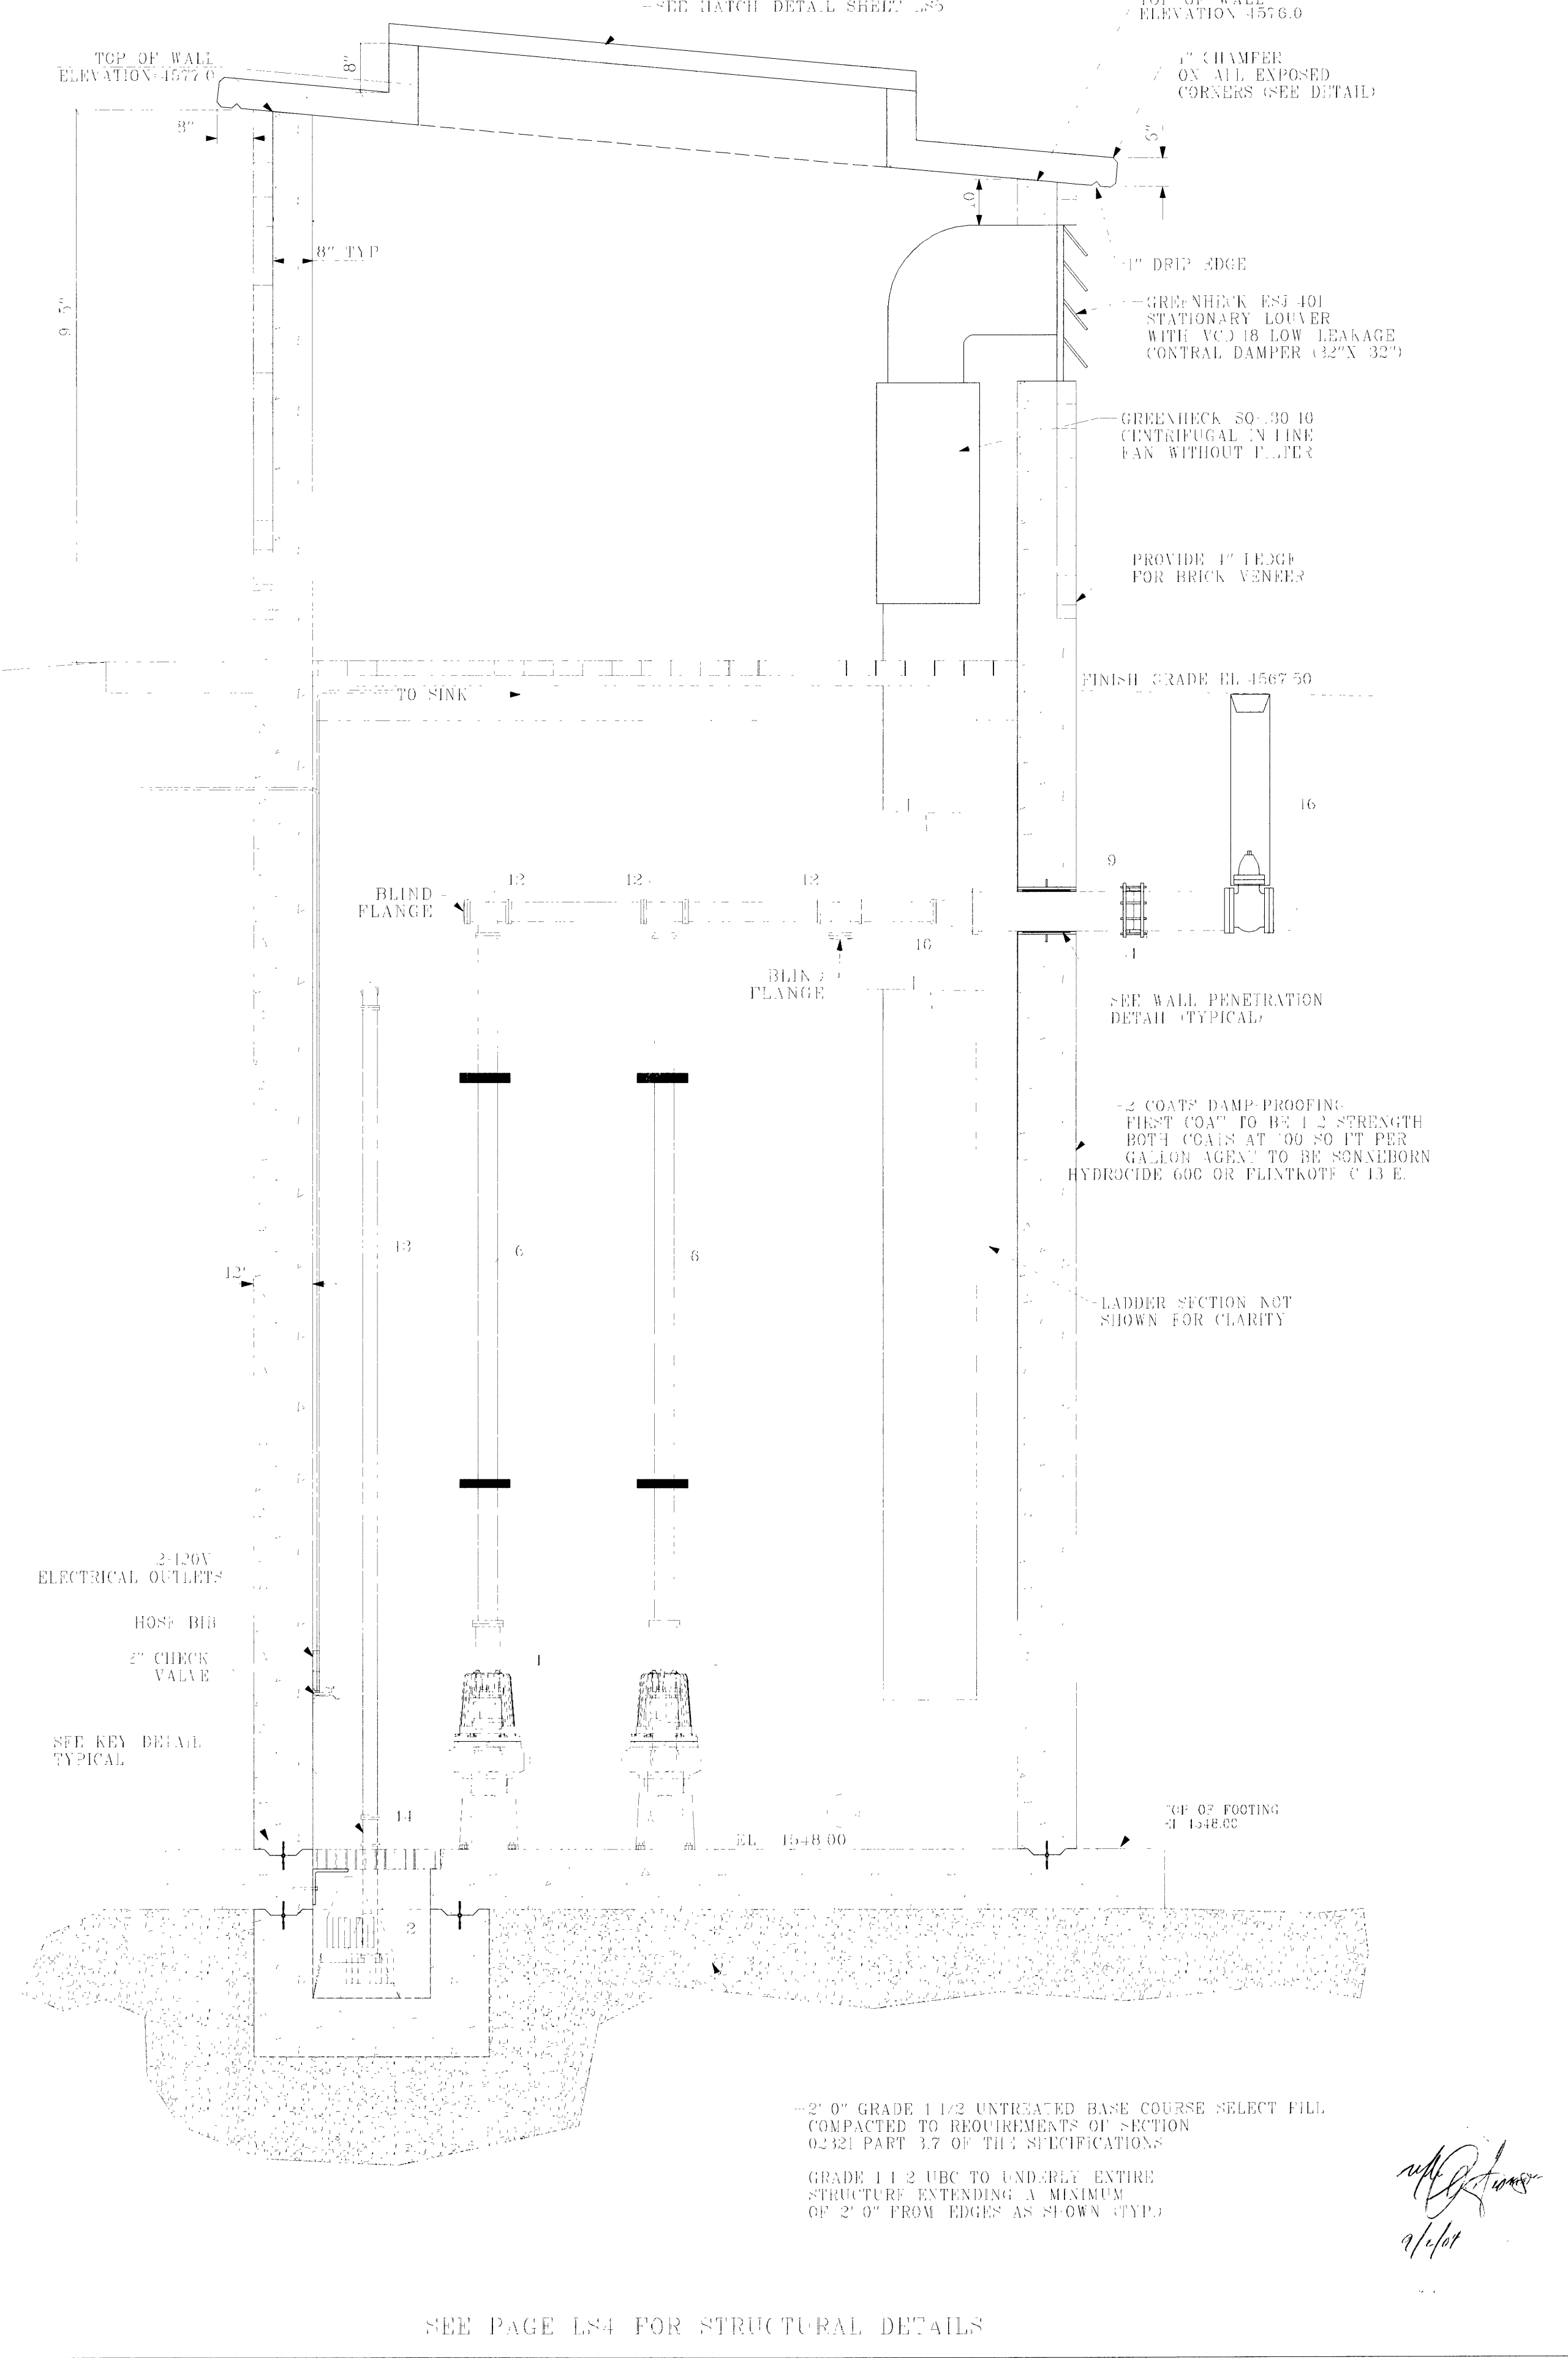 SEE HATCH DETAIL SHEET LS5
TOP OF WALL
ELEVATION 4576.0
TOP OF WALL
ELEVATION 4577.0
8"
1" CHAMFER
ON ALL EXPOSED
CORNERS (SEE DETAIL)
8"
8" TYP
1" DRIP EDGE
GREENHECK ESJ 401
STATIONARY LOUVER
WITH VCD 18 LOW LEAKAGE
CONTRAL DAMPER (32"X 32")
GREENHECK SQ
CENTRIFUGAL IN LINE
FAN WITHOUT FILTER
PROVIDE 4" LEDGE
FOR BRICK VENEER
TO SINK
FINISH GRADE EL 4567.50
16
9
12
12
12
BLIND
FLANGE
10
BLIND
FLANGE
SEE WALL PENETRATION
DETAIL (TYPICAL)
2 COATS DAMP-PROOFING
FIRST COAT TO BE 1 2 STRENGTH
BOTH COATS AT 100 SQ FT PER
GALLON AGENT TO BE SONNEBORN
HYDROCIDE 600 OR FLINTKOTE C 13 E.
13
6
6
12"
LADDER SECTION NOT
SHOWN FOR CLARITY
2-120V
ELECTRICAL OUTLETS
HOSE BIB
CHECK
VALVE
1
SEE KEY DETAIL
TYPICAL
14
EL 4548.00
TOP OF FOOTING
EL 4548.00
2
2' 0" GRADE 1 1/2 UNTREATED BASE COURSE SELECT FILL
COMPACTED TO REQUIREMENTS OF SECTION
02321 PART 3.7 OF THE SPECIFICATIONS
GRADE 1 1 2 UBC TO UNDERLY ENTIRE
STRUCTURE EXTENDING A MINIMUM
OF 2' 0" FROM EDGES AS SHOWN (TYP.)
SEE PAGE LS4 FOR STRUCTURAL DETAILS